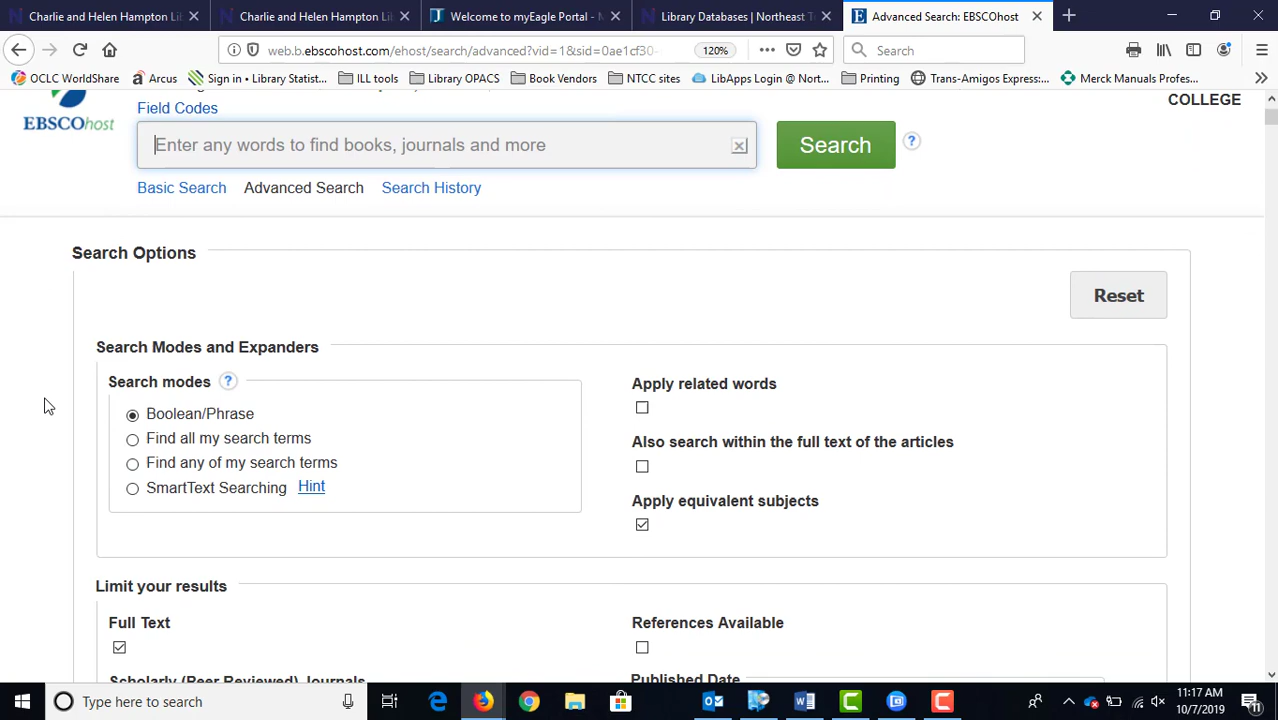 Charlie and Helen Hampton Li
Charlie and Helen Hampton Li
Welcome to myEagle Portal - M
Library Databases | Northeast T
Advanced Search: EBSCOhost
web.b.ebscohost.com/ehost/search/advanced?vid=1&sid=0ae1cf30-
120%
Search
OCLC WorldShare
Arcus
Sign in • Library Statist...
ILL tools
Library OPACS
Book Vendors
NTCC sites
LibApps Login @ Nort...
Printing
Trans-Amigos Express:...
Merck Manuals Profes...
COLLEGE
Field Codes
EBSCOhost
Enter any words to find books, journals and more
Search
Basic Search
Advanced Search
Search History
Search Options
Reset
Search Modes and Expanders
Search modes
Boolean/Phrase
Find all my search terms
Find any of my search terms
SmartText Searching Hint
Apply related words
Also search within the full text of the articles
Apply equivalent subjects
Limit your results
Full Text
References Available
Scholarly (Peer Reviewed) Journals
Published Date
Type here to search
11:17 AM
10/7/2019
11